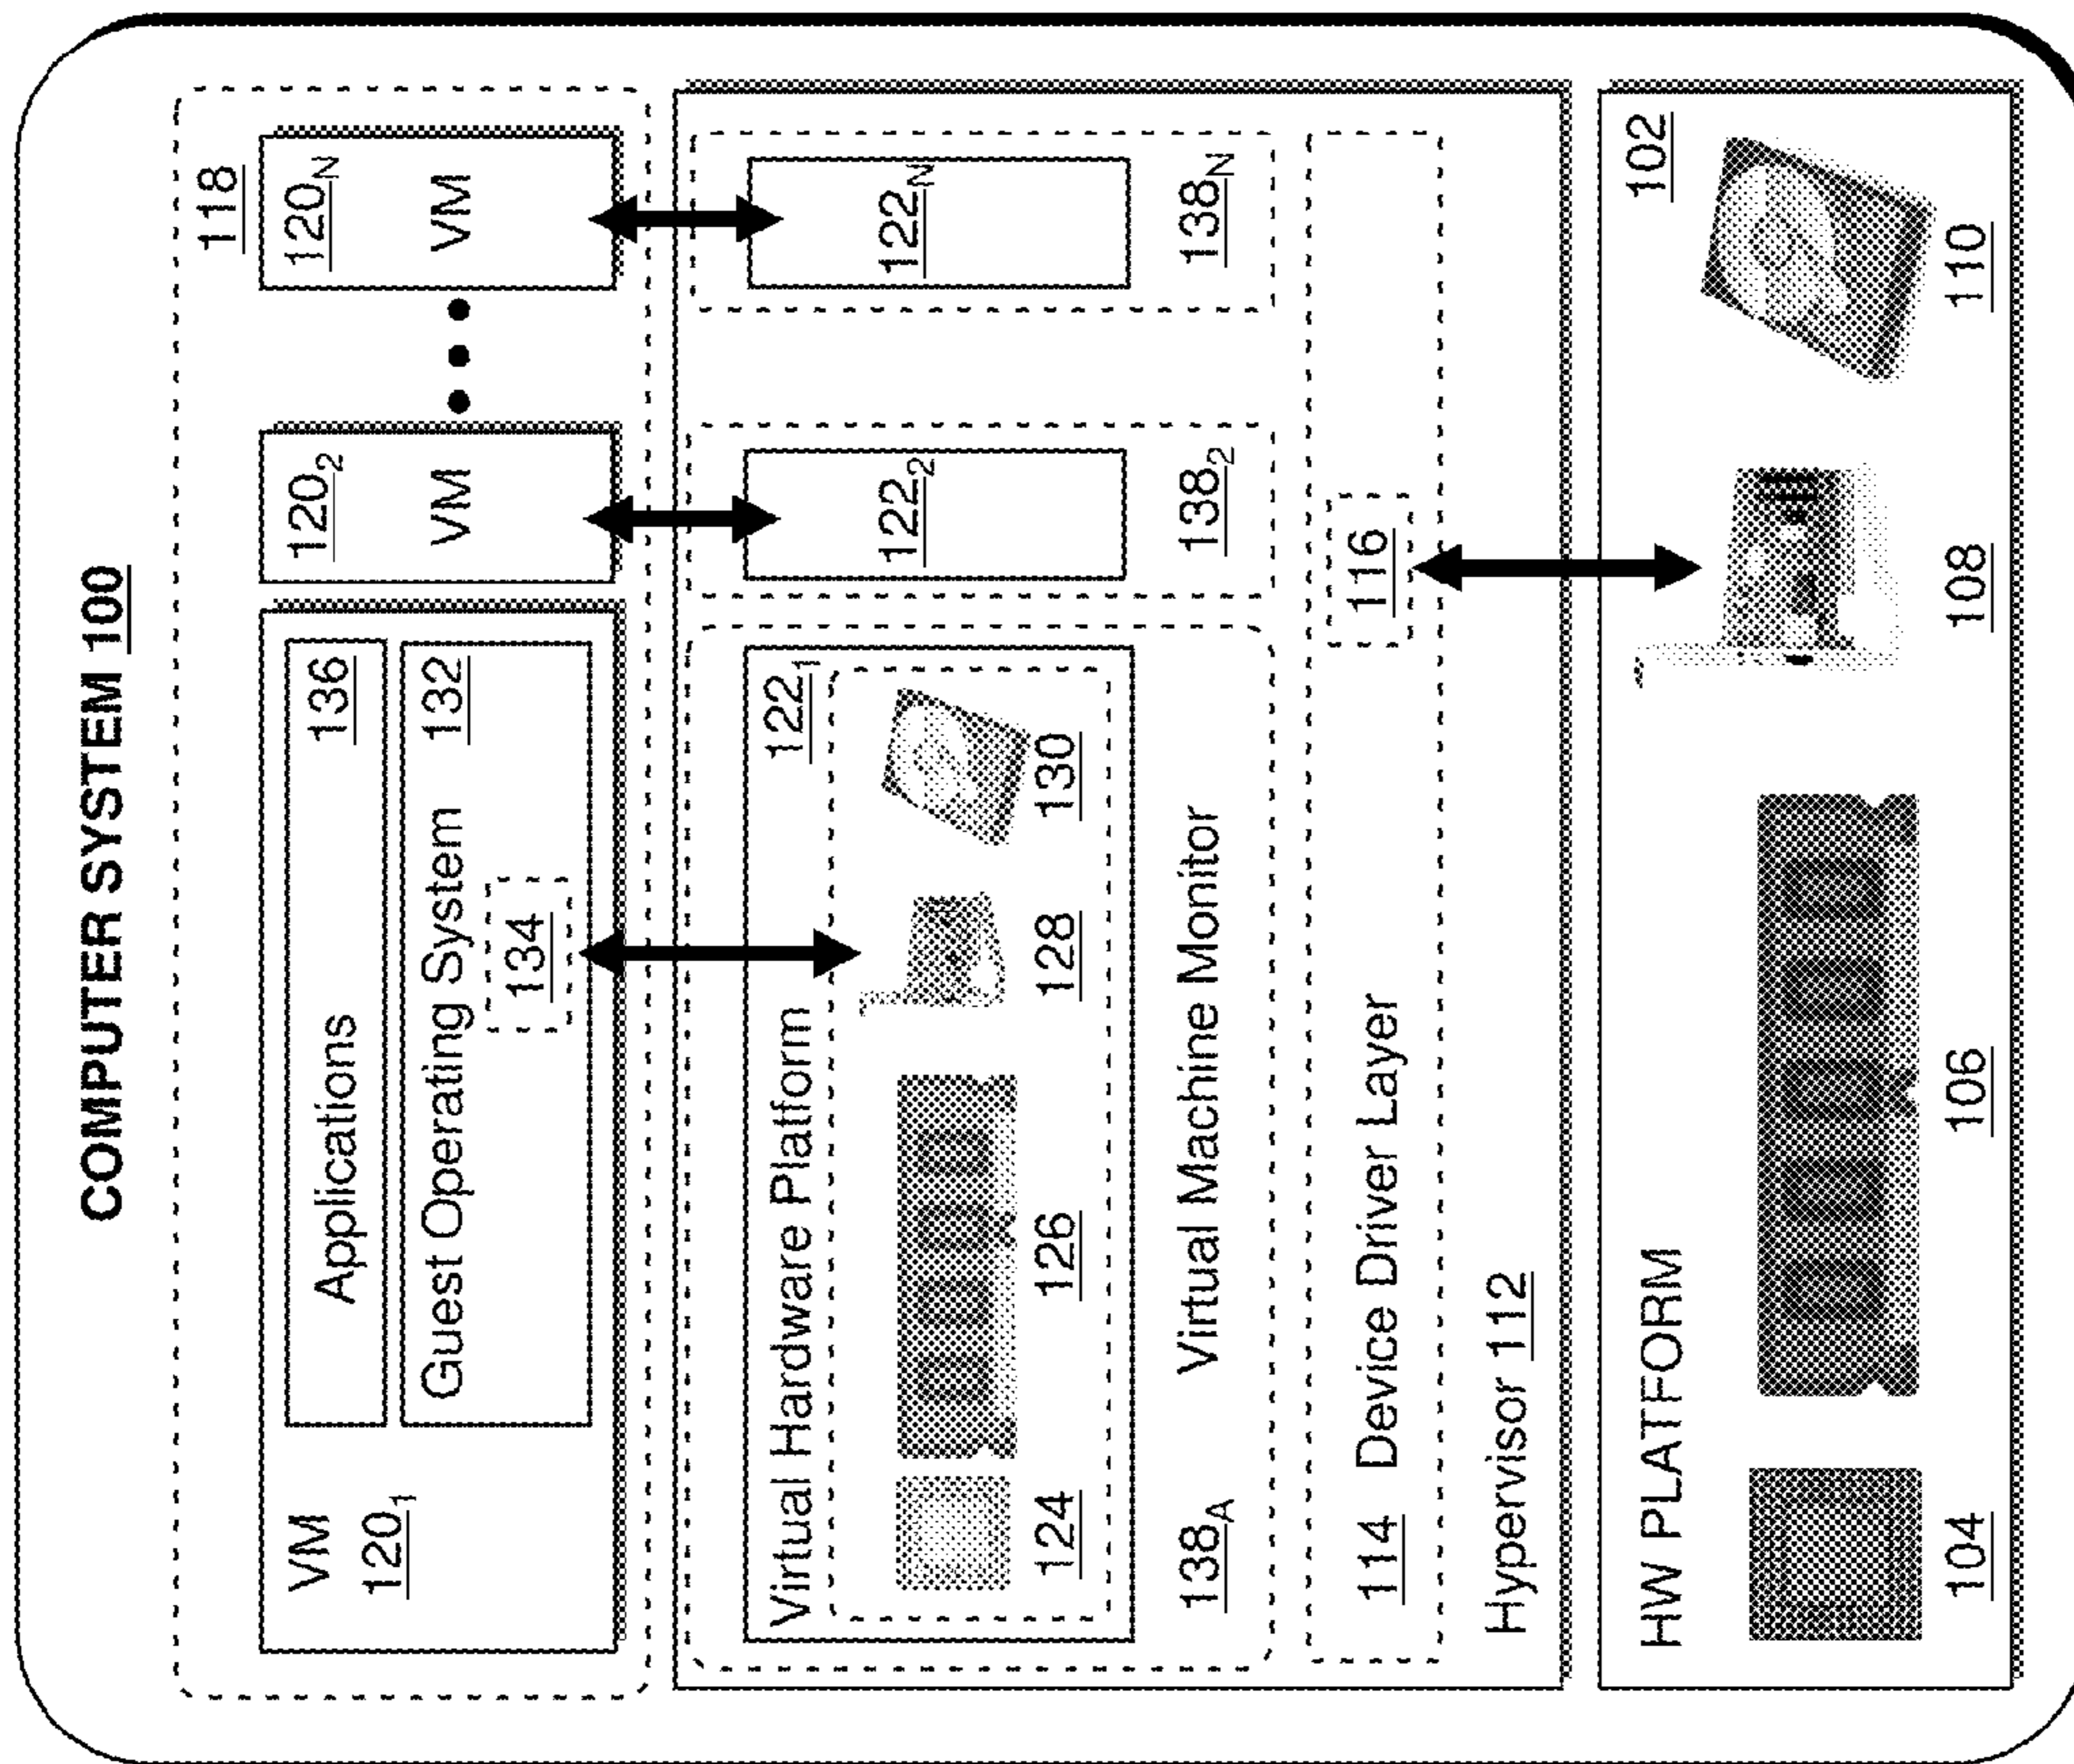 COMPUTER SYSTEM 100
118
VM
120₁
Applications 136
Guest Operating System 132
134
120₂
VM
120N
VM
Virtual Hardware Platform 122₁
124
126
128
130
138A
Virtual Machine Monitor
122₂
138₂
122N
138N
114 Device Driver Layer
116
Hypervisor 112
HW PLATFORM
102
104
106
108
110